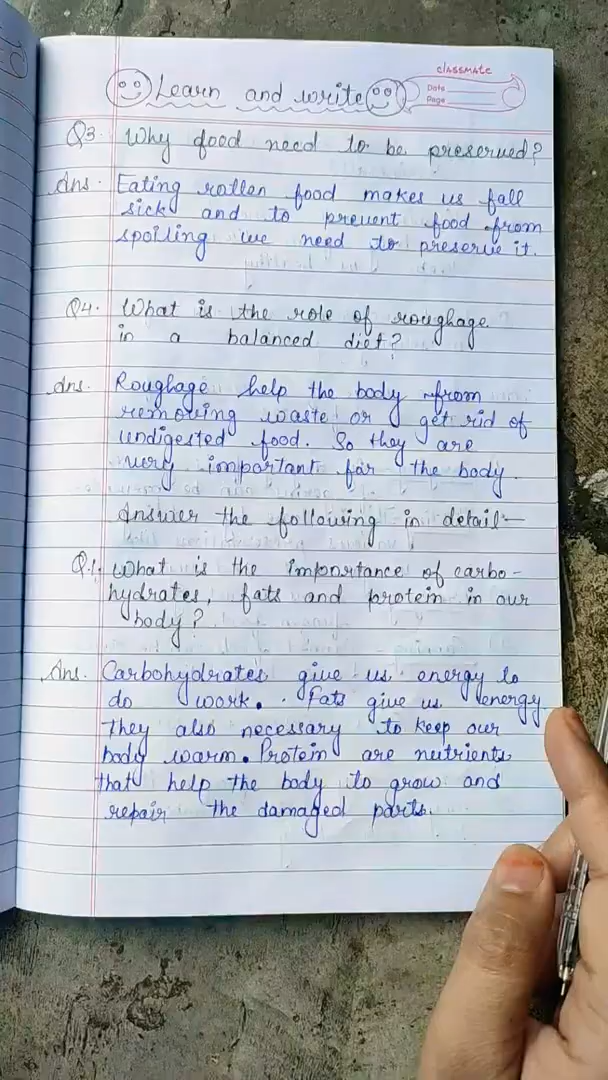 classmate
Date
Page
Learn and write
Q3. Why food need to be preserved?
Ans. Eating rotten food makes us fall
sick and to prevent food from
spoiling we need to preserve it.
Q4. What is the role of roughage
in a balanced diet?
Ans. Roughage help the body from
removing waste or get rid of
undigested food. So they are
very important for the body.
Answer the following in detail-
Q.1. What is the importance of carbo-
hydrates, fats and protein in our
body?
Ans. Carbohydrates give us energy to
do work. Fats give us energy.
They also necessary to keep our
body warm. Protein are nutrients
that help the body to grow and
repair the damaged parts.